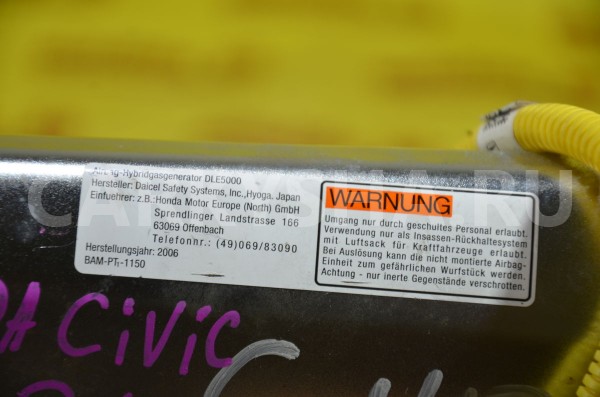 Airbag-Hybridgasgenerator DLE5000
Hersteller: Daicel Safety Systems, Inc.,Hyoga. Japan
Einfuehrer: z.B.:Honda Motor Europe (North) GmbH
Sprendlinger Landstrasse 166
63069 Offenbach
Telefonnr.: (49)069/83090
Herstellungsjahr: 2006
BAM-PT₁-1150
WARNUNG
Umgang nur durch geschultes Personal erlaubt.
Verwendung nur als Insassen-Rückhaltesystem
mit Luftsack für Kraftfahrzeuge erlaubt.
Bei Auslösung kann die nicht montierte Airbag-
Einheit zum gefährlichen Wurfstück werden.
Achtung - nur inerte Gegenstände verschrotten.
CiViC